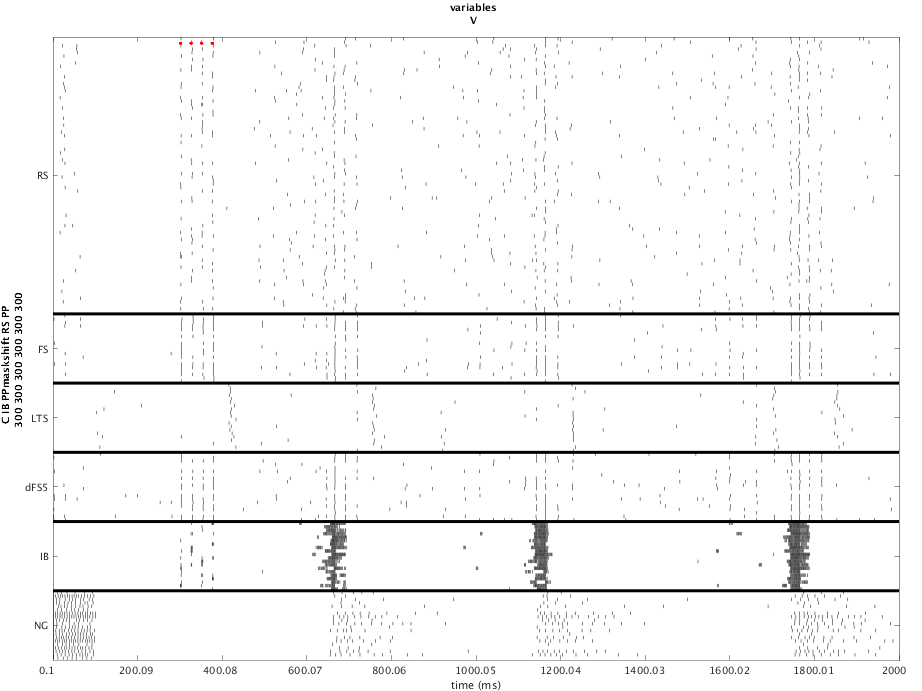 variables
V
RS
FS
LTS
dFS5
IB
NG
C IB PPmaskshift RS PP
300 300 300 300 300 300
0.1 200.09 400.08 600.07 800.06 1000.05 1200.04 1400.03 1600.02 1800.01 2000
time (ms)